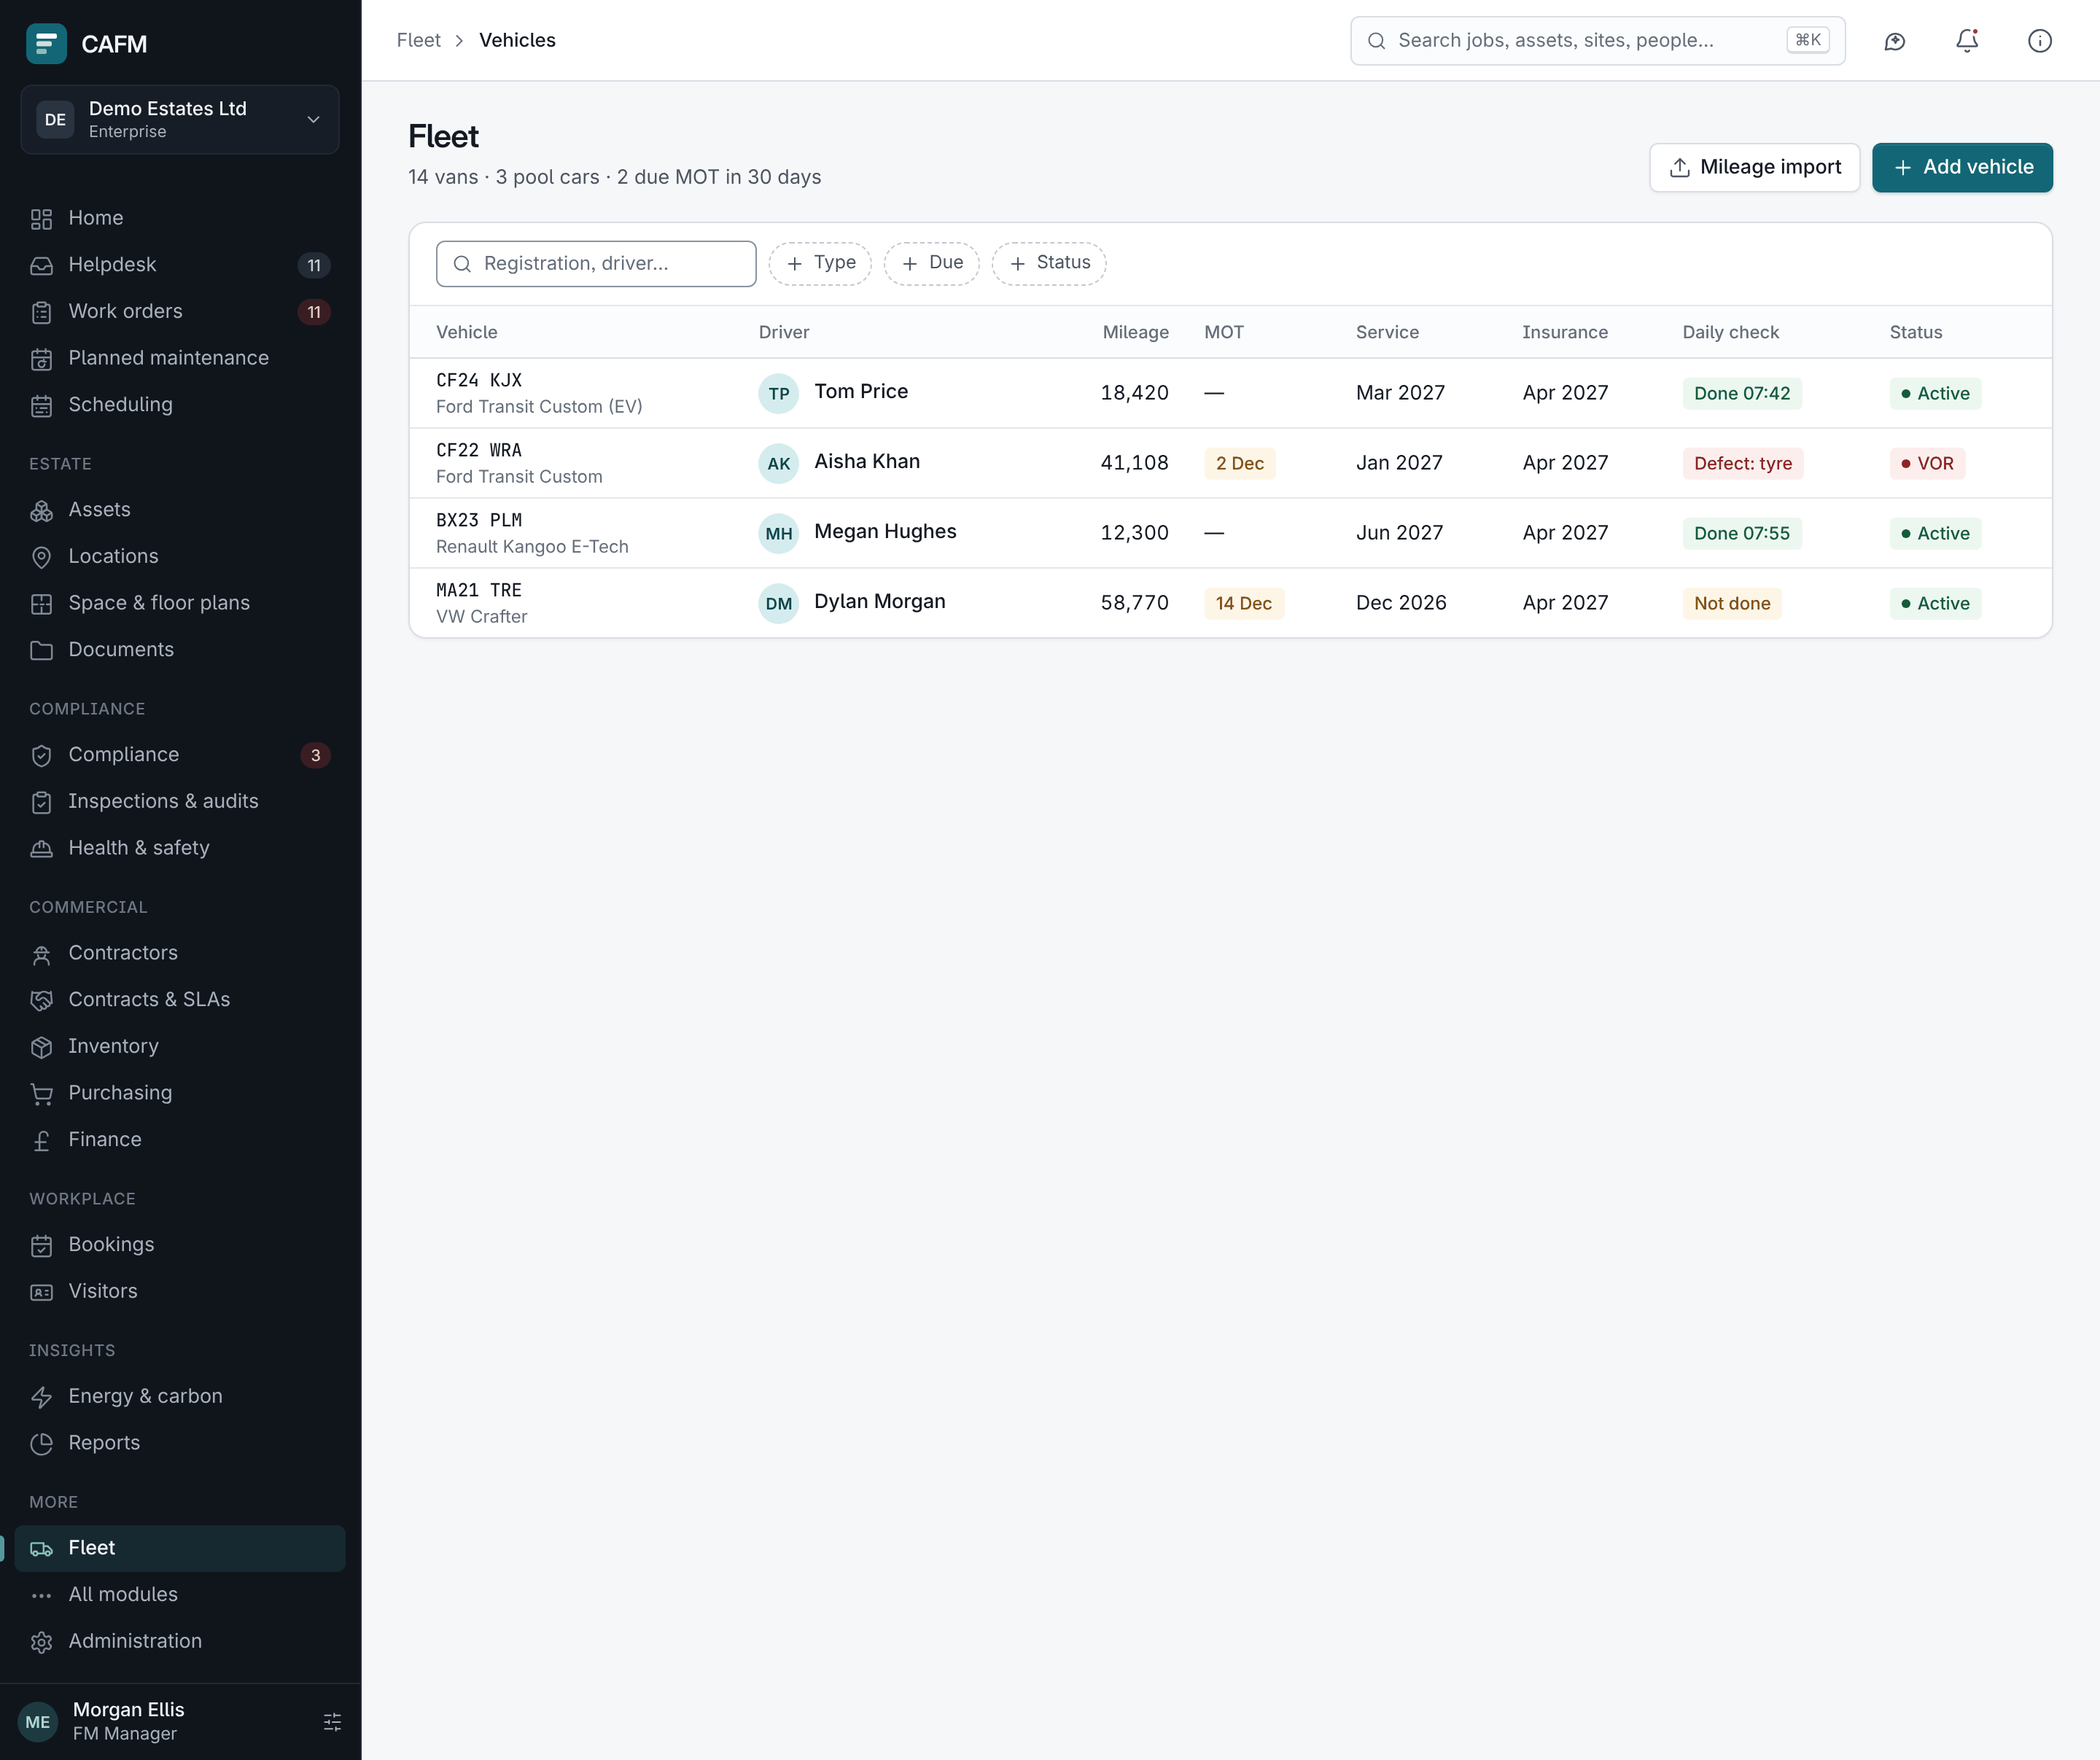 CAFM
DE
Demo Estates Ltd
Enterprise
Home
Helpdesk 11
Work orders 11
Planned maintenance
Scheduling
ESTATE
Assets
Locations
Space & floor plans
Documents
COMPLIANCE
Compliance 3
Inspections & audits
Health & safety
COMMERCIAL
Contractors
Contracts & SLAs
Inventory
Purchasing
Finance
WORKPLACE
Bookings
Visitors
INSIGHTS
Energy & carbon
Reports
MORE
Fleet
All modules
Administration
ME
Morgan Ellis
FM Manager
Fleet > Vehicles
Search jobs, assets, sites, people... ⌘K
Fleet
14 vans · 3 pool cars · 2 due MOT in 30 days
Mileage import
+ Add vehicle
Registration, driver... + Type + Due + Status
Vehicle Driver Mileage MOT Service Insurance Daily check Status
CF24 KJX
Ford Transit Custom (EV)
TP Tom Price 18,420 — Mar 2027 Apr 2027 Done 07:42 Active
CF22 WRA
Ford Transit Custom
AK Aisha Khan 41,108 2 Dec Jan 2027 Apr 2027 Defect: tyre VOR
BX23 PLM
Renault Kangoo E-Tech
MH Megan Hughes 12,300 — Jun 2027 Apr 2027 Done 07:55 Active
MA21 TRE
VW Crafter
DM Dylan Morgan 58,770 14 Dec Dec 2026 Apr 2027 Not done Active